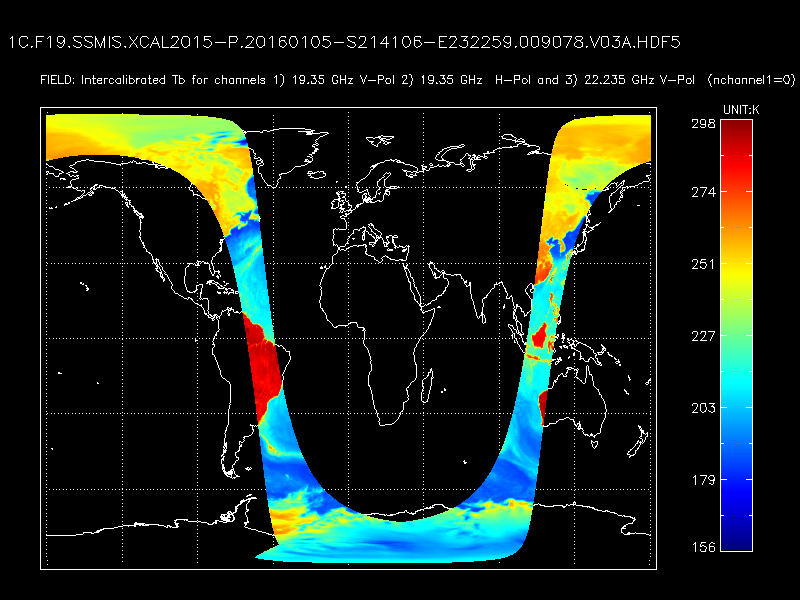 1C.F19.SSMIS.XCAL2015-P.20160105-S214106-E232259.009078.V03A.HDF5
FIELD: Intercalibrated Tb for channels 1) 19.35 GHz V-Pol 2) 19.35 GHz H-Pol and 3) 22.235 GHz V-Pol (nchannel1=0)
UNIT:K
298
274
251
227
203
179
156